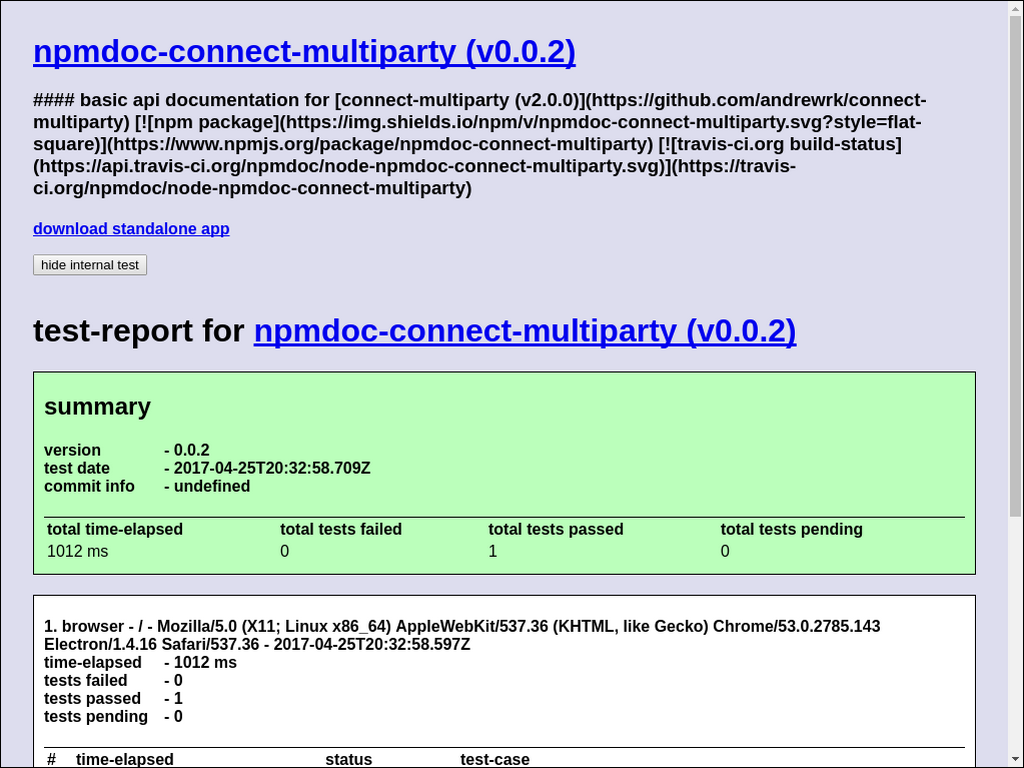 npmdoc-connect-multiparty (v0.0.2)
#### basic api documentation for [connect-multiparty (v2.0.0)](https://github.com/andrewrk/connect-
multiparty) [![npm package](https://img.shields.io/npm/v/npmdoc-connect-multiparty.svg?style=flat-
square)](https://www.npmjs.org/package/npmdoc-connect-multiparty) [![travis-ci.org build-status]
(https://api.travis-ci.org/npmdoc/node-npmdoc-connect-multiparty.svg)](https://travis-
ci.org/npmdoc/node-npmdoc-connect-multiparty)
download standalone app
hide internal test
test-report for npmdoc-connect-multiparty (v0.0.2)
summary
version - 0.0.2
test date - 2017-04-25T20:32:58.709Z
commit info - undefined
total time-elapsed total tests failed total tests passed total tests pending
1012 ms 0 1 0
1. browser - / - Mozilla/5.0 (X11; Linux x86_64) AppleWebKit/537.36 (KHTML, like Gecko) Chrome/53.0.2785.143
Electron/1.4.16 Safari/537.36 - 2017-04-25T20:32:58.597Z
time-elapsed - 1012 ms
tests failed - 0
tests passed - 1
tests pending - 0
# time-elapsed status test-case